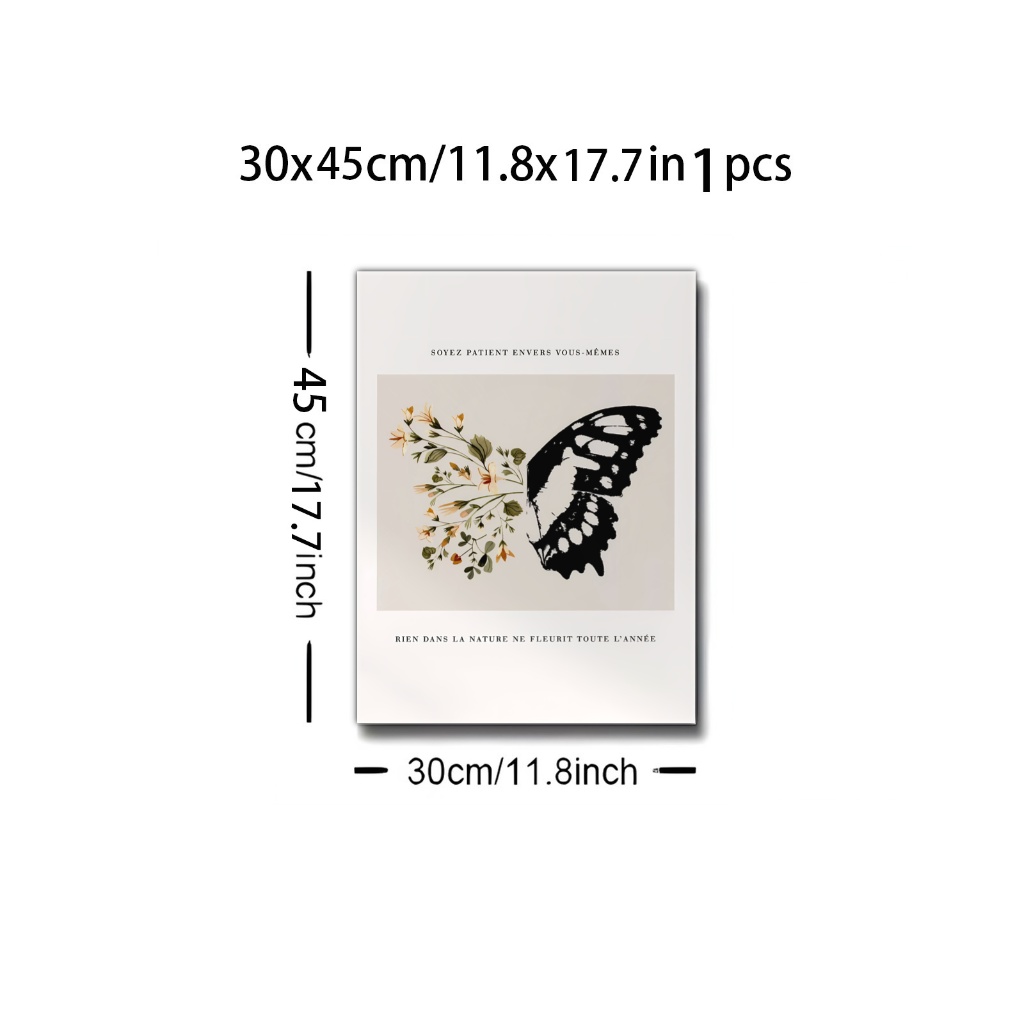 30x45cm/11.8x17.7in 1 pcs
SOYEZ PATIENT ENVERS VOUS-MÊMES
45 cm/17.7inch
RIEN DANS LA NATURE NE FLEURIT TOUTE L'ANNÉE
30cm/11.8inch